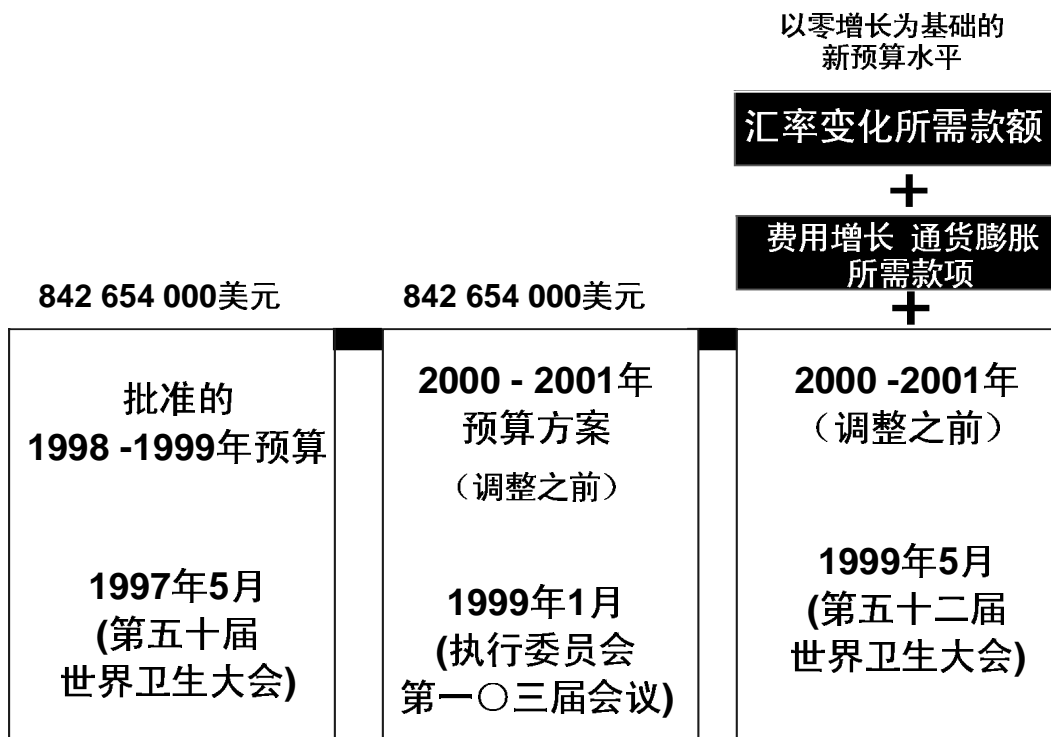 以零增长为基础的
新预算水平
汇率变化所需款额
+
费用增长 通货膨胀
所需款项
+
842 654 000美元
批准的
1998 -1999年预算
1997年5月
(第五十届
世界卫生大会)
842 654 000美元
2000 - 2001年
预算方案
（调整之前）
1999年1月
(执行委员会
第一〇三届会议)
2000 -2001年
（调整之前）
1999年5月
(第五十二届
世界卫生大会)